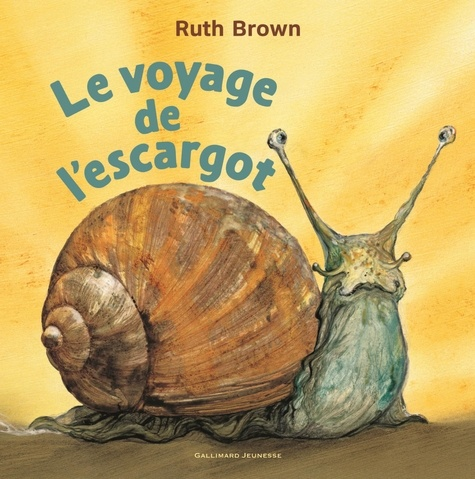 Ruth Brown
Le voyage
de
l'escargot
GALLIMARD JEUNESSE